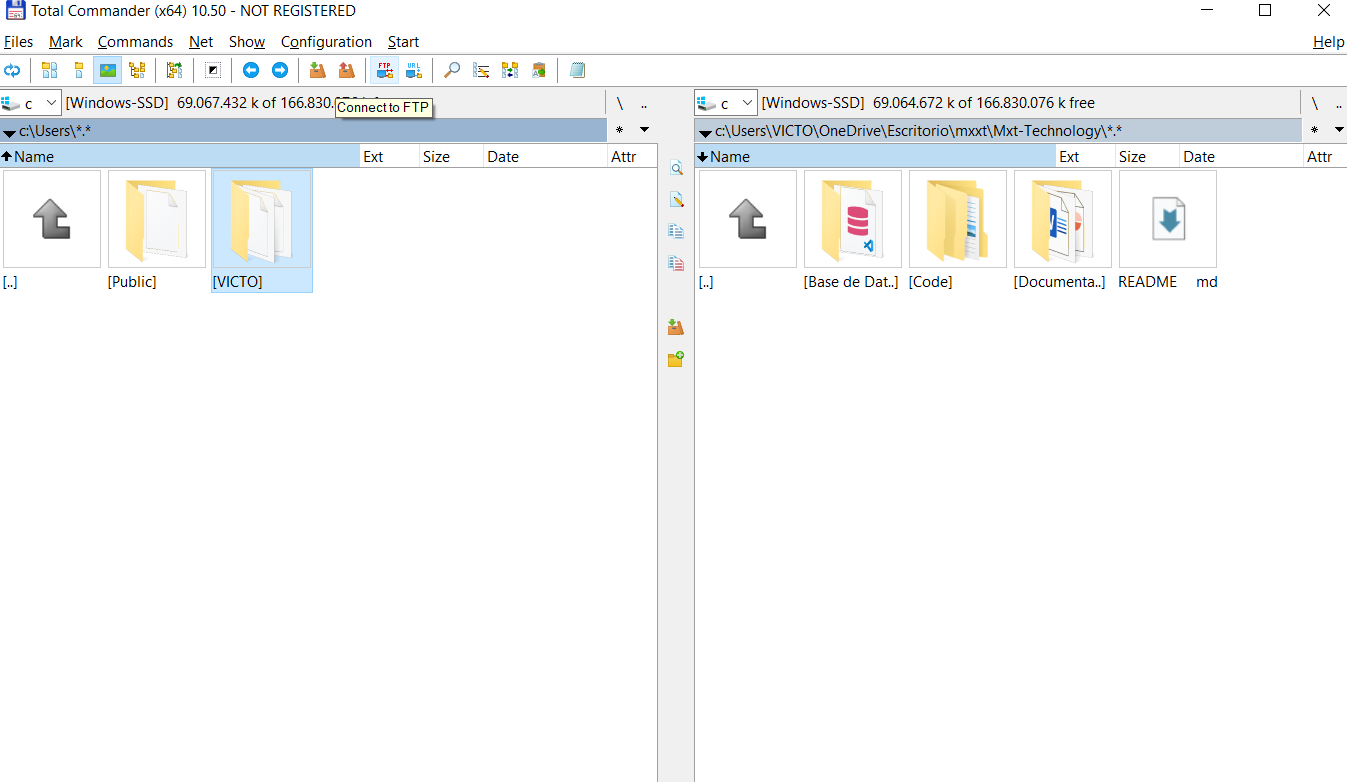 Total Commander (x64) 10.50 - NOT REGISTERED
Files Mark Commands Net Show Configuration Start Help
FTP URL
c [Windows-SSD] 69.067.432 k of 166.830. \ ..
Connect to FTP
c:\Users\*.* * 
Name Ext Size Date Attr
[..] [Public] [VICTO]
c [Windows-SSD] 69.064.672 k of 166.830.076 k free \ ..
c:\Users\VICTO\OneDrive\Escritorio\mxxt\Mxt-Technology\*.* *
Name Ext Size Date Attr
[..] [Base de Dat..] [Code] [Documenta..] README md